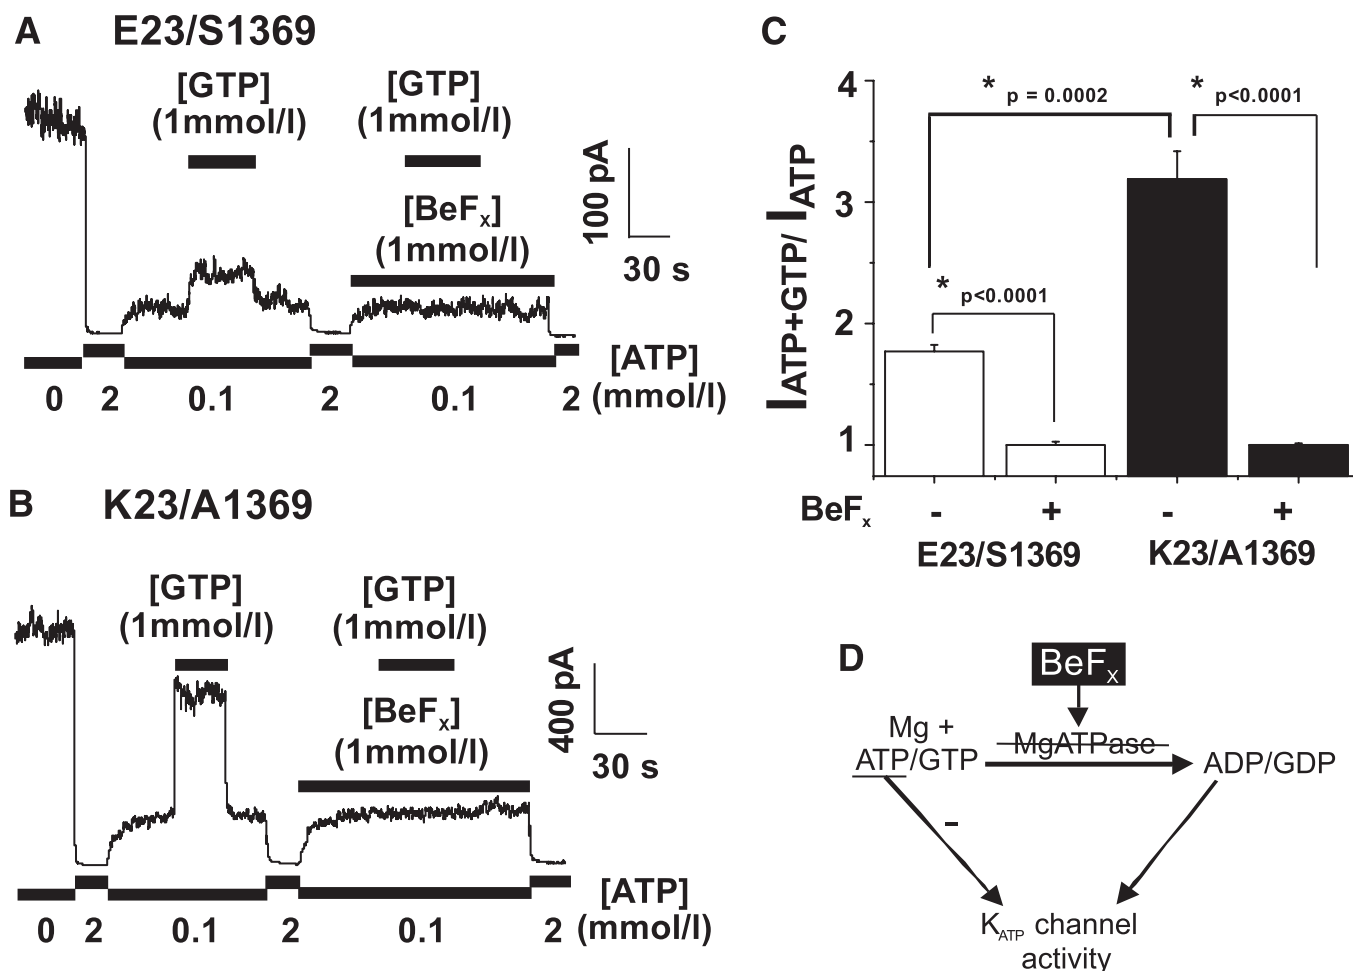 A E23/S1369
[GTP] [GTP]
(1mmol/l) (1mmol/l)
[BeFx]
(1mmol/l)
100 pA
30 s
[ATP]
0 2 0.1 2 0.1 2 (mmol/l)
B K23/A1369
[GTP] [GTP]
(1mmol/l) (1mmol/l)
[BeFx]
(1mmol/l)
400 pA
30 s
[ATP]
0 2 0.1 2 0.1 2 (mmol/l)
C
IATP+GTP/ IATP
4
3
2
1
* p = 0.0002 * p<0.0001
* p<0.0001
BeFx - + - +
E23/S1369 K23/A1369
D
BeFx
Mg +
MgATPase
ATP/GTP ADP/GDP
–
KATP channel
activity